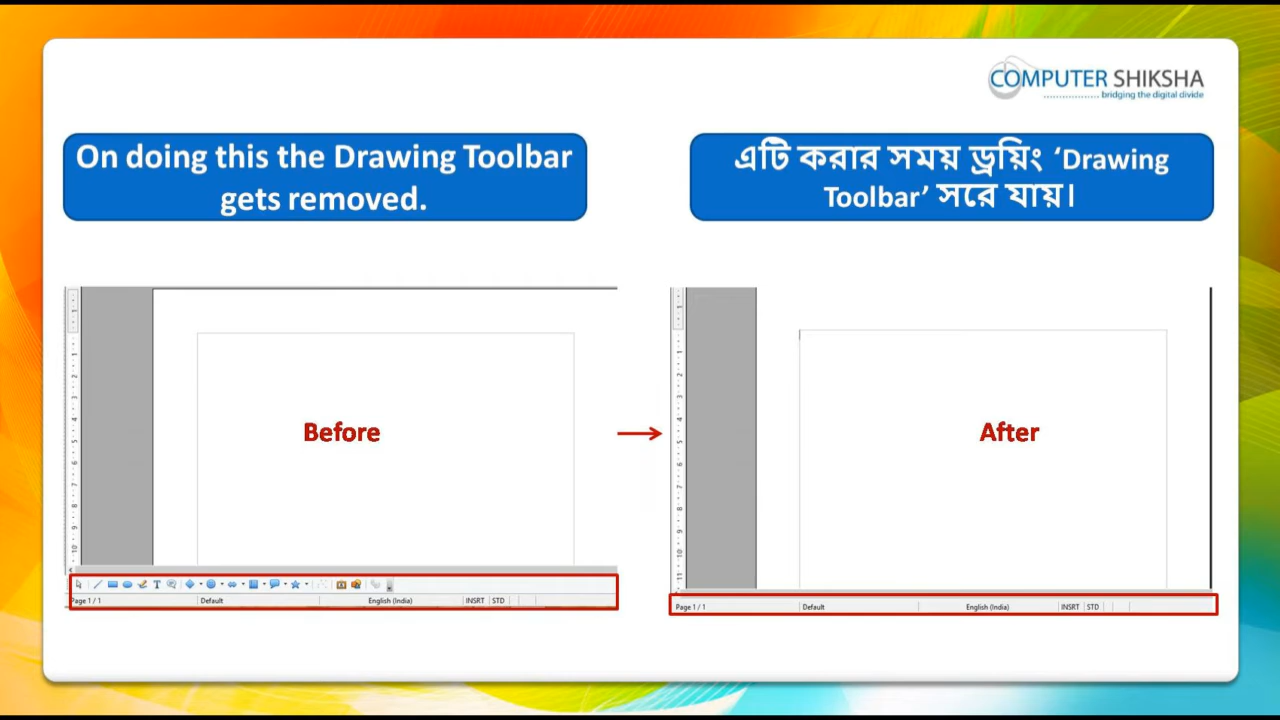 COMPUTER SHIKSHA
bridging the digital divide
On doing this the Drawing Toolbar
gets removed.
এটি করার সময় ড্রয়িং ‘Drawing
Toolbar’ সরে যায়।
Before
After
Page 1 / 1 Default English (India) INSRT STD
Page 1 / 1 Default English (India) INSRT STD